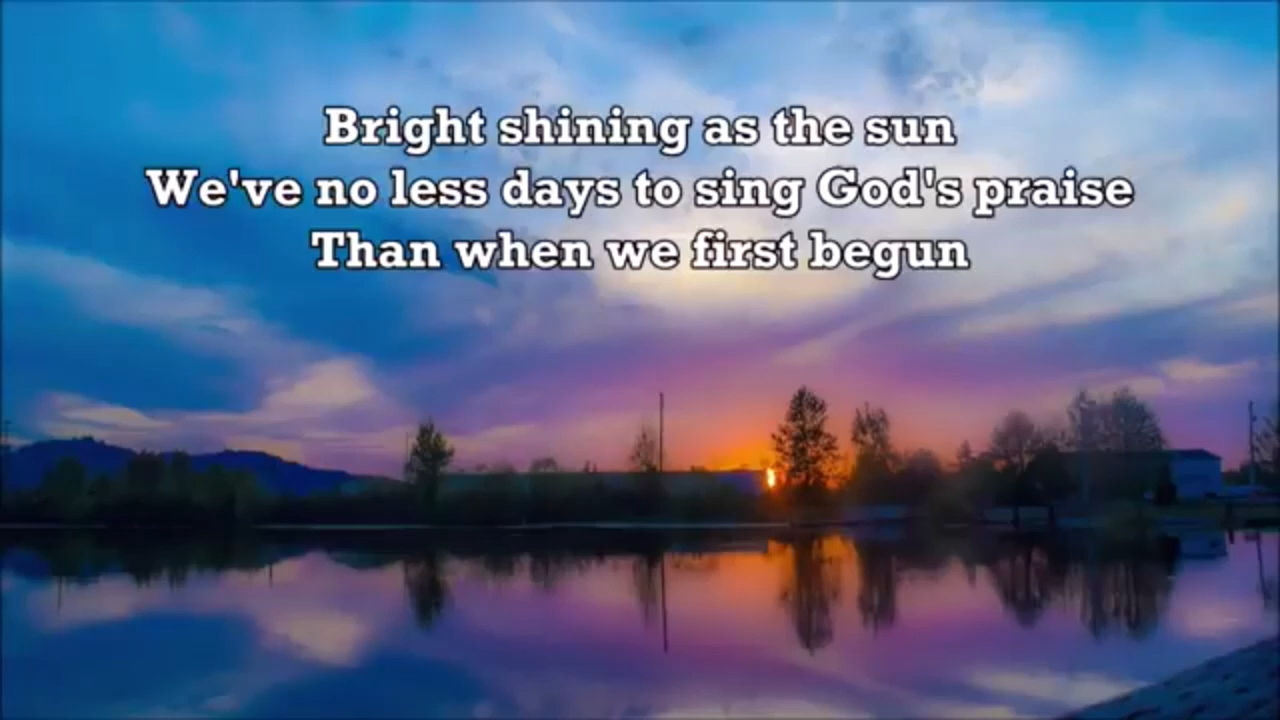 Bright shining as the sun
We've no less days to sing God's praise
Than when we first begun